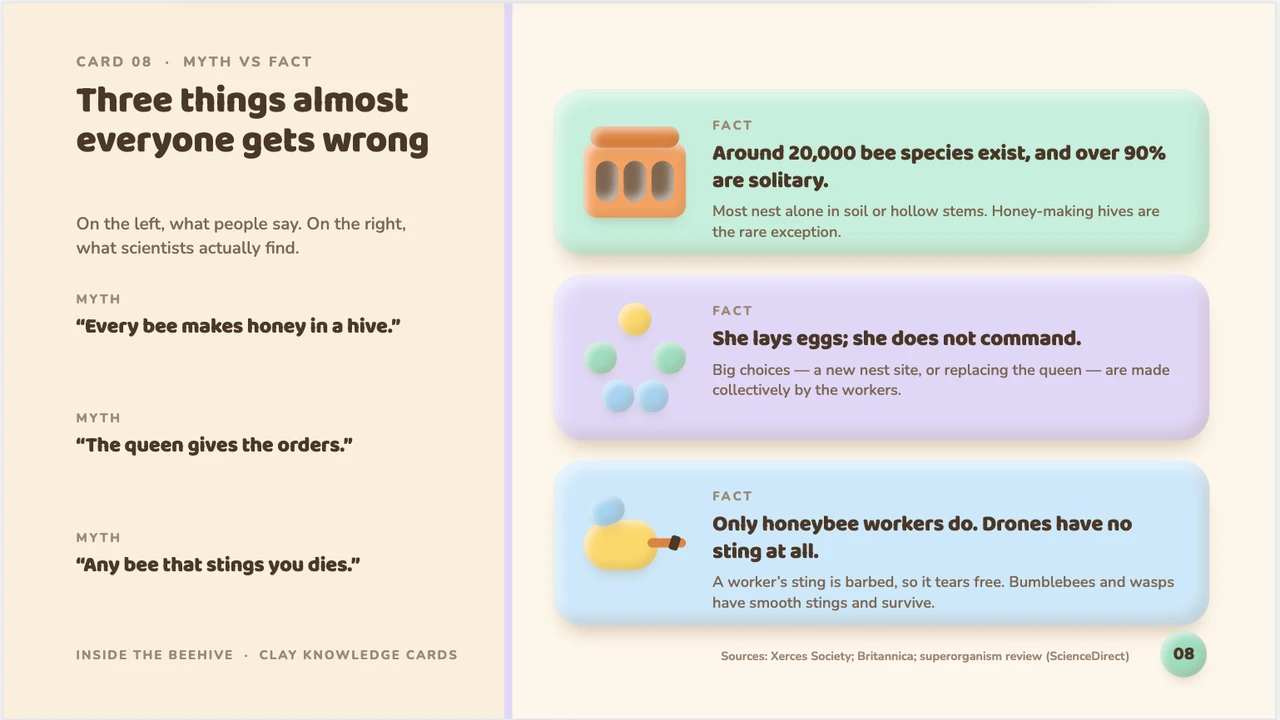 CARD 08 · MYTH VS FACT
Three things almost
everyone gets wrong
On the left, what people say. On the right,
what scientists actually find.
MYTH
“Every bee makes honey in a hive.”
MYTH
“The queen gives the orders.”
MYTH
“Any bee that stings you dies.”
INSIDE THE BEEHIVE · CLAY KNOWLEDGE CARDS
FACT
Around 20,000 bee species exist, and over 90%
are solitary.
Most nest alone in soil or hollow stems. Honey-making hives are
the rare exception.
FACT
She lays eggs; she does not command.
Big choices — a new nest site, or replacing the queen — are made
collectively by the workers.
FACT
Only honeybee workers do. Drones have no
sting at all.
A worker’s sting is barbed, so it tears free. Bumblebees and wasps
have smooth stings and survive.
Sources: Xerces Society; Britannica; superorganism review (ScienceDirect)
08